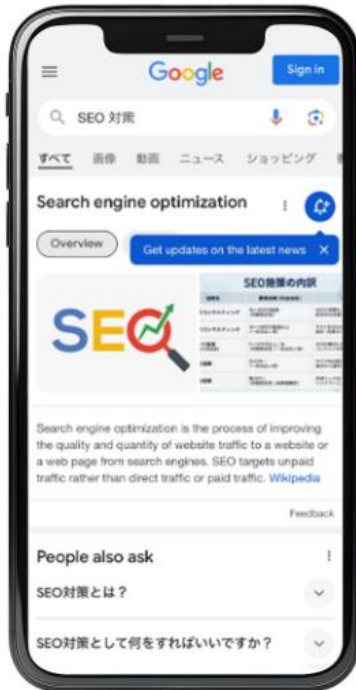 Google
Sign in
SEO 対策
すべて 画像 動画 ニュース ショッピング
Search engine optimization
Overview
Get updates on the latest news ×
SEO
SEO施策の内訳
Search engine optimization is the process of improving
the quality and quantity of website traffic to a website or
a web page from search engines. SEO targets unpaid
traffic rather than direct traffic or paid traffic. Wikipedia
Feedback
People also ask
SEO対策とは？
SEO対策として何をすればいいですか？